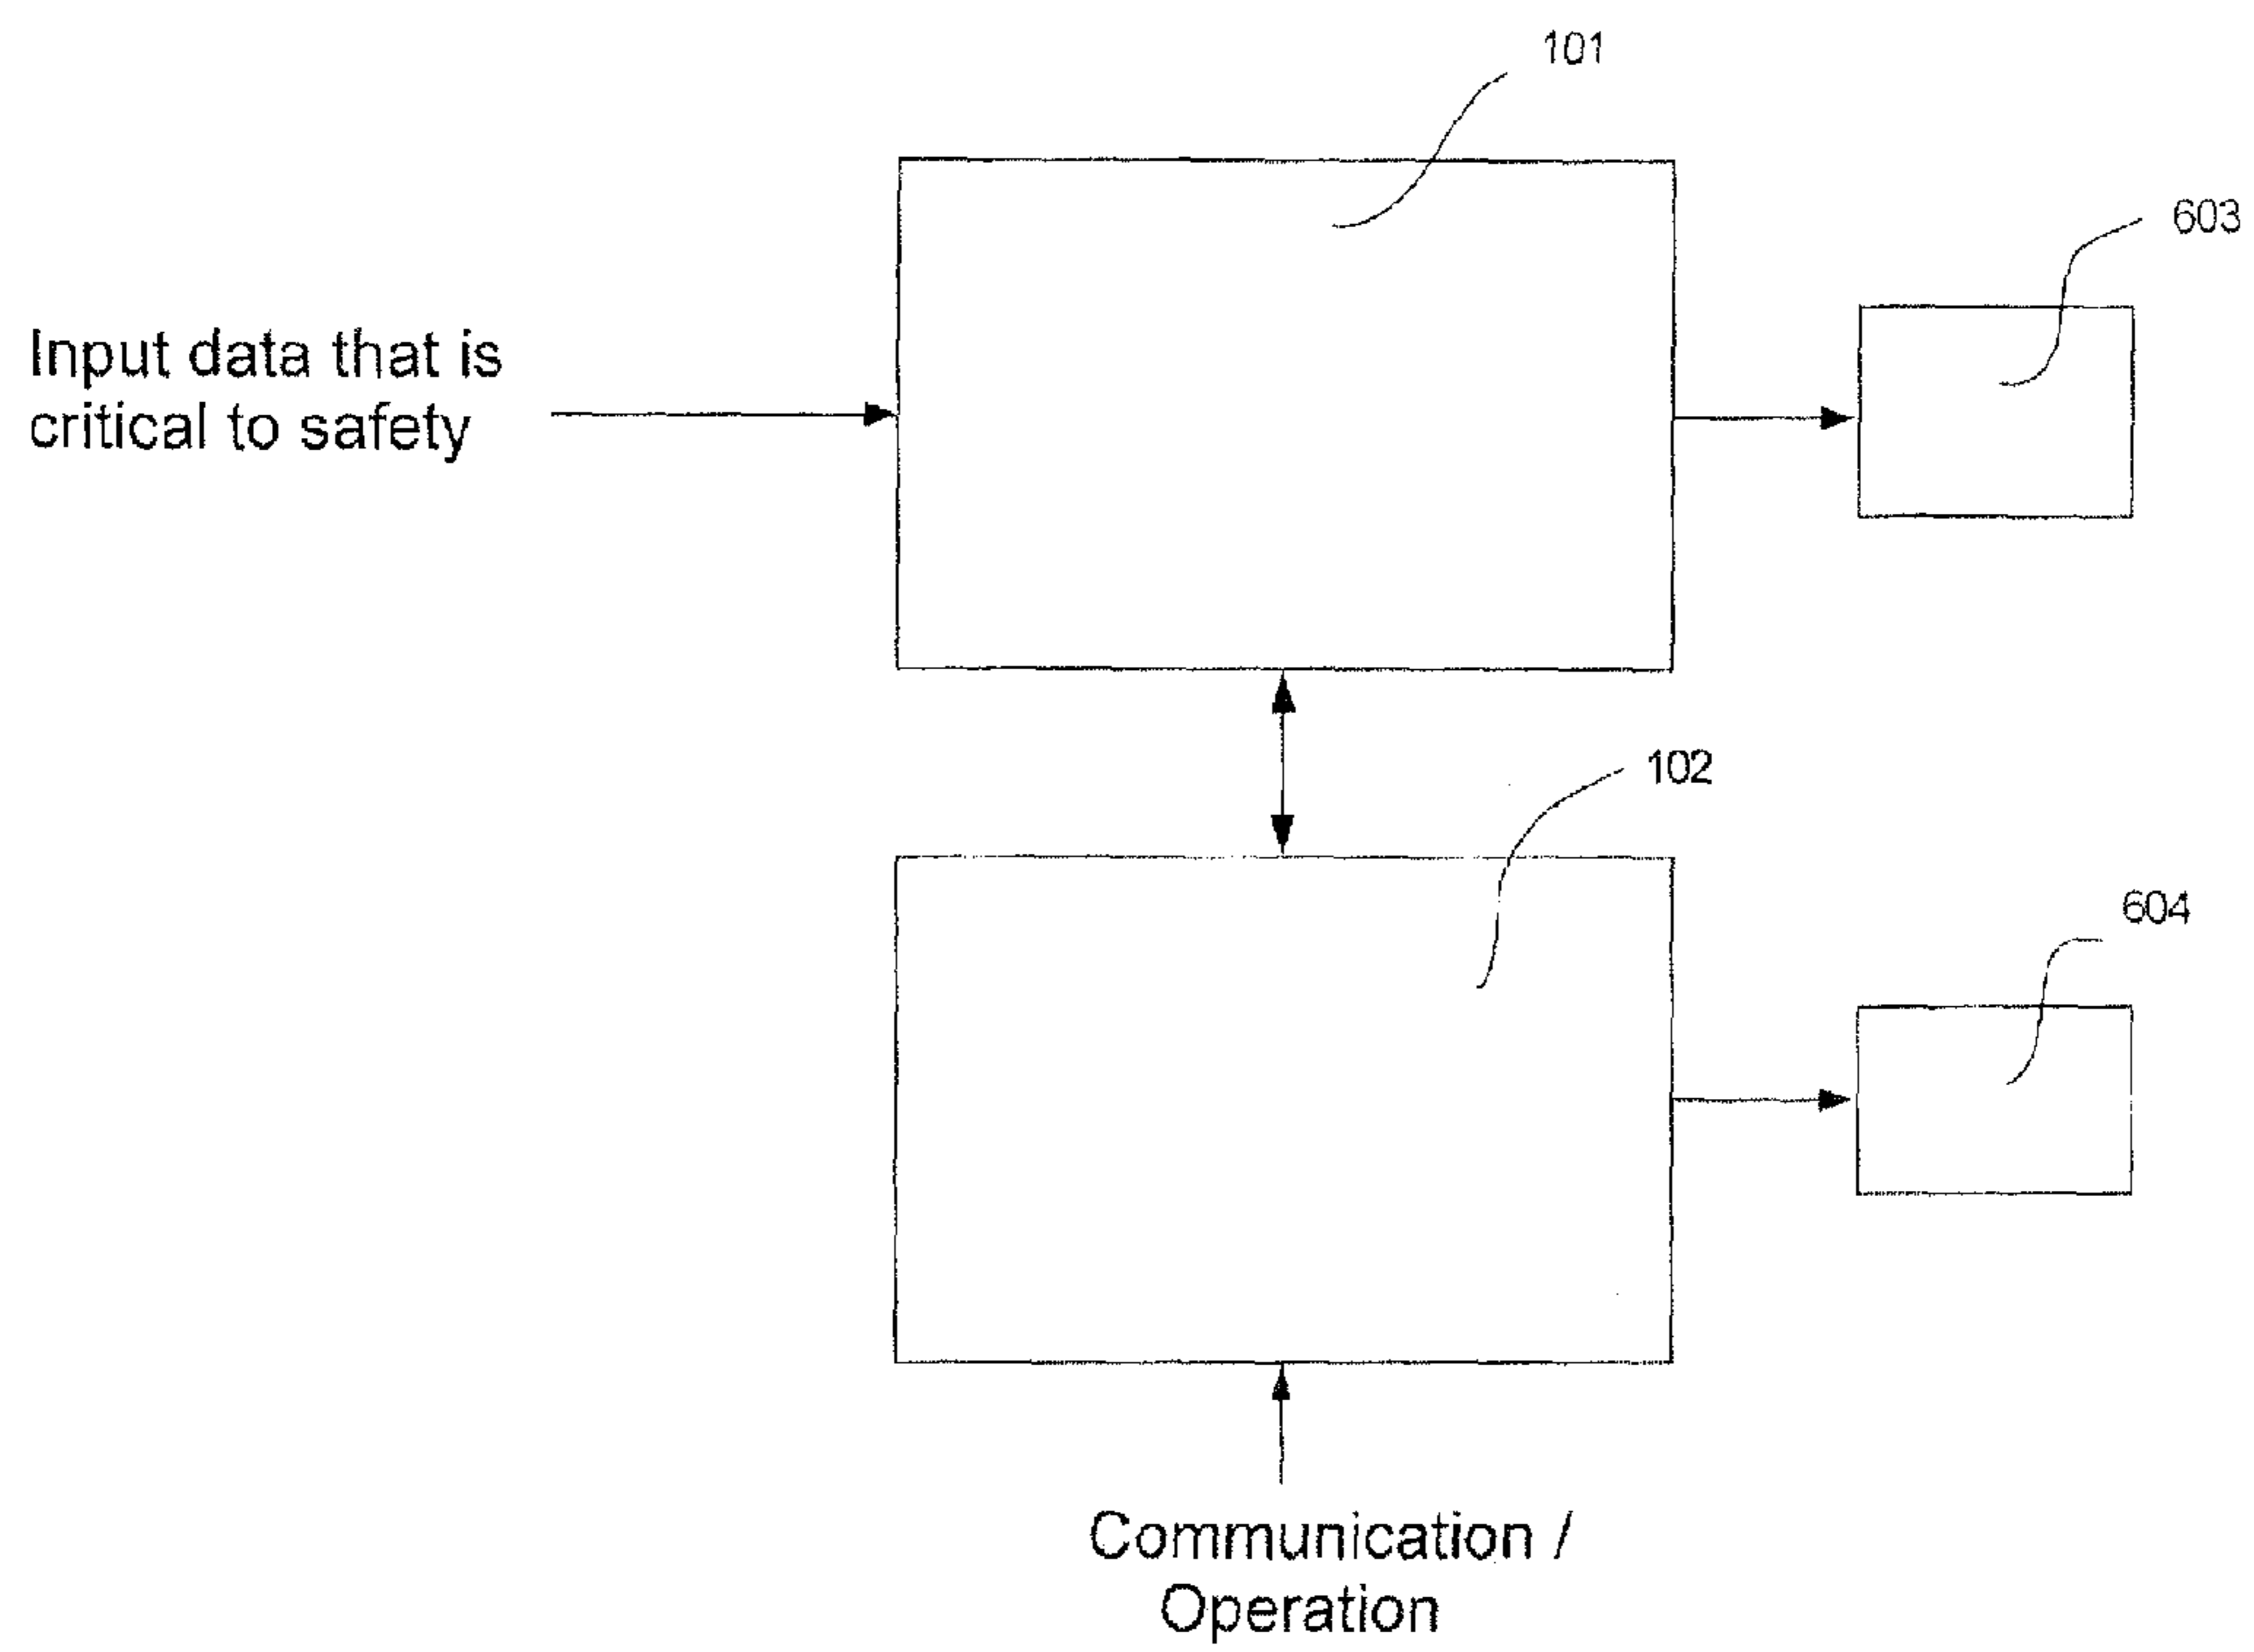 101
603
Input data that is
critical to safety
102
604
Communication /
Operation